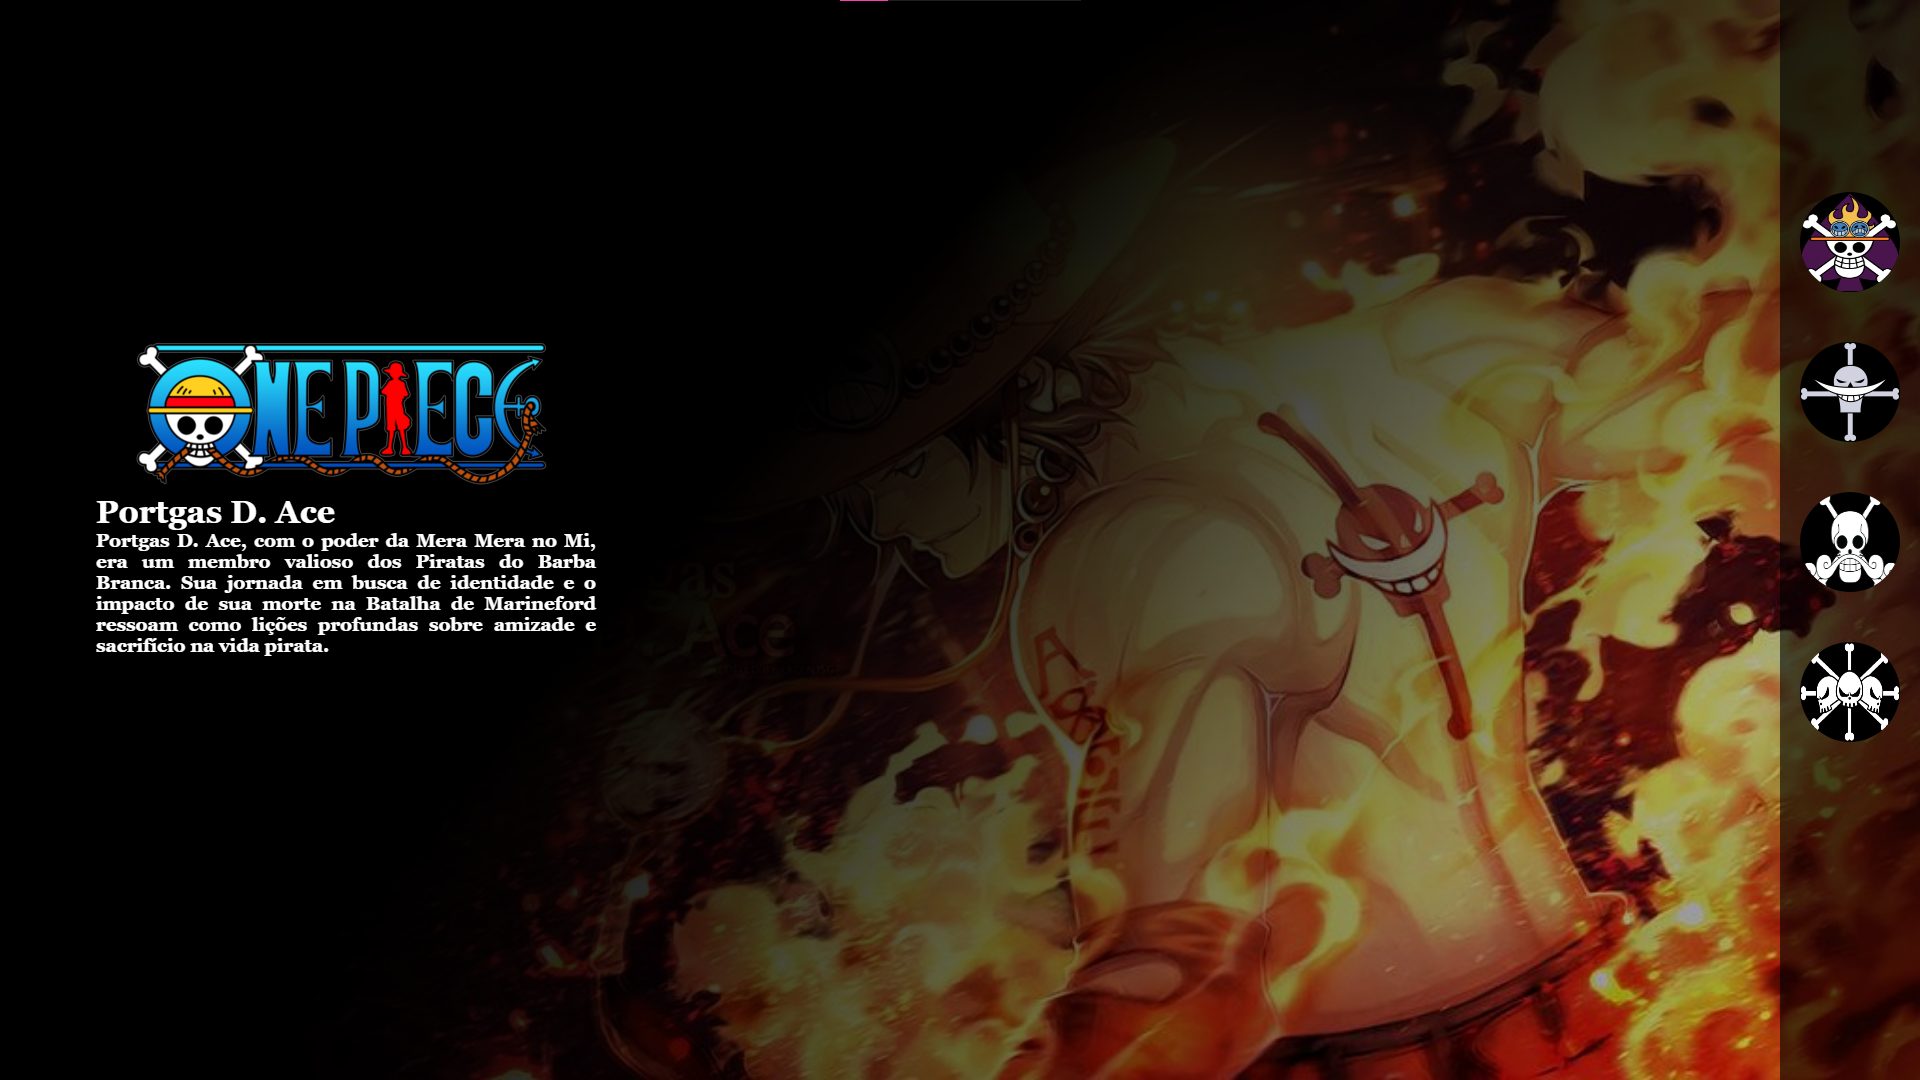 ONE PIECE
Portgas D. Ace
Portgas D. Ace, com o poder da Mera Mera no Mi,
era um membro valioso dos Piratas do Barba
Branca. Sua jornada em busca de identidade e o
impacto de sua morte na Batalha de Marineford
ressoam como lições profundas sobre amizade e
sacrifício na vida pirata.
gas
Ace